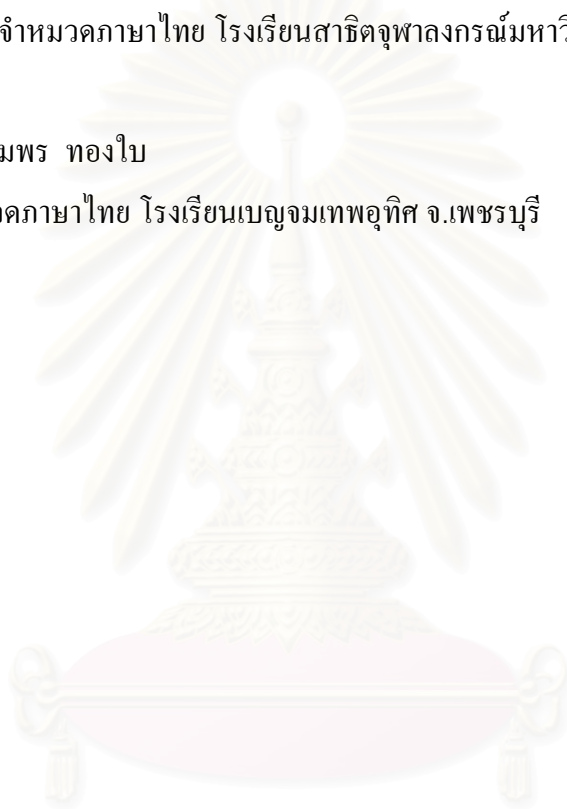 จำหมวดภาษาไทย โรงเรียนสาธิตจุฬาลงกรณ์มหาวิ
มพร ทองใบ
วดภาษาไทย โรงเรียนเบญจมเทพอุทิศ จ.เพชรบุรี